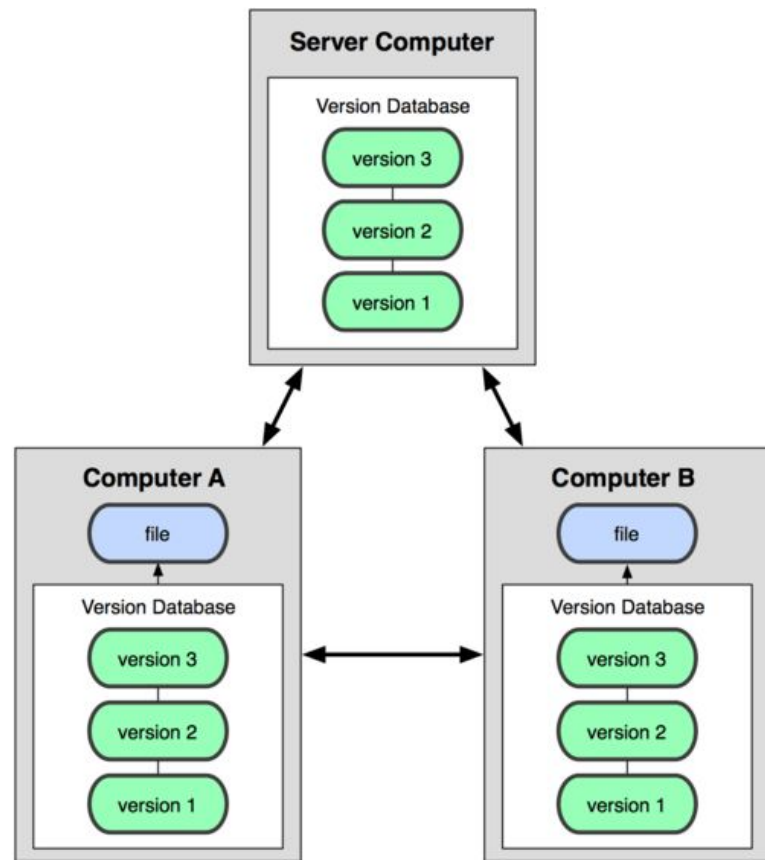 Server Computer
Version Database
version 3
version 2
version 1
Computer A
file
Version Database
version 3
version 2
version 1
Computer B
file
Version Database
version 3
version 2
version 1